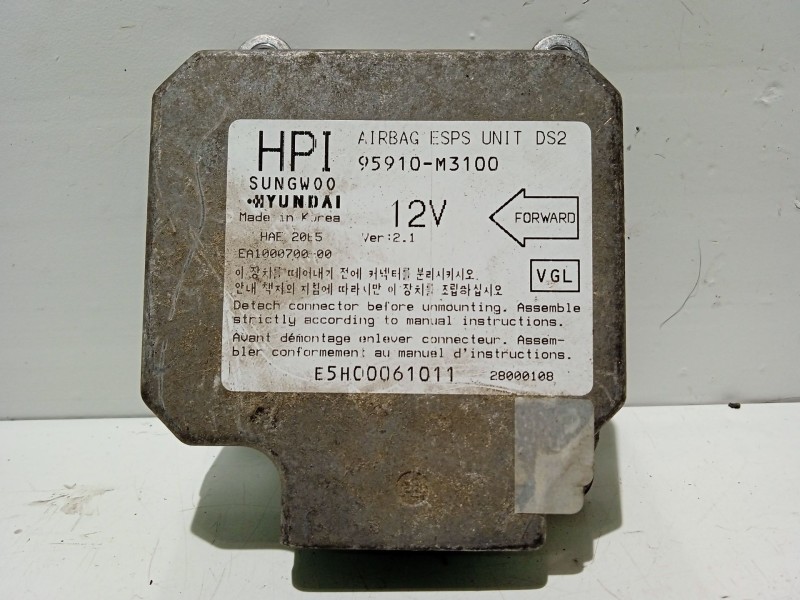 HPI
AIRBAG ESPS UNIT DS2
95910-M3100
SUNGWOO
HYUNDAI
Made in Korea
12V
FORWARD
HAE 2065
Ver:2.1
EA1000700-00
VGL
이 장치를 떼어내기 전에 커넥터를 분리시키시오.
안내 책자의 지침에 따라서만 이 장치를 조립하십시오
Detach connector before unmounting. Assemble
strictly according to manual instructions.
Avant démontage enlever connecteur. Assem-
bler conformement au manuel d'instructions.
E5HC0061011
28000108